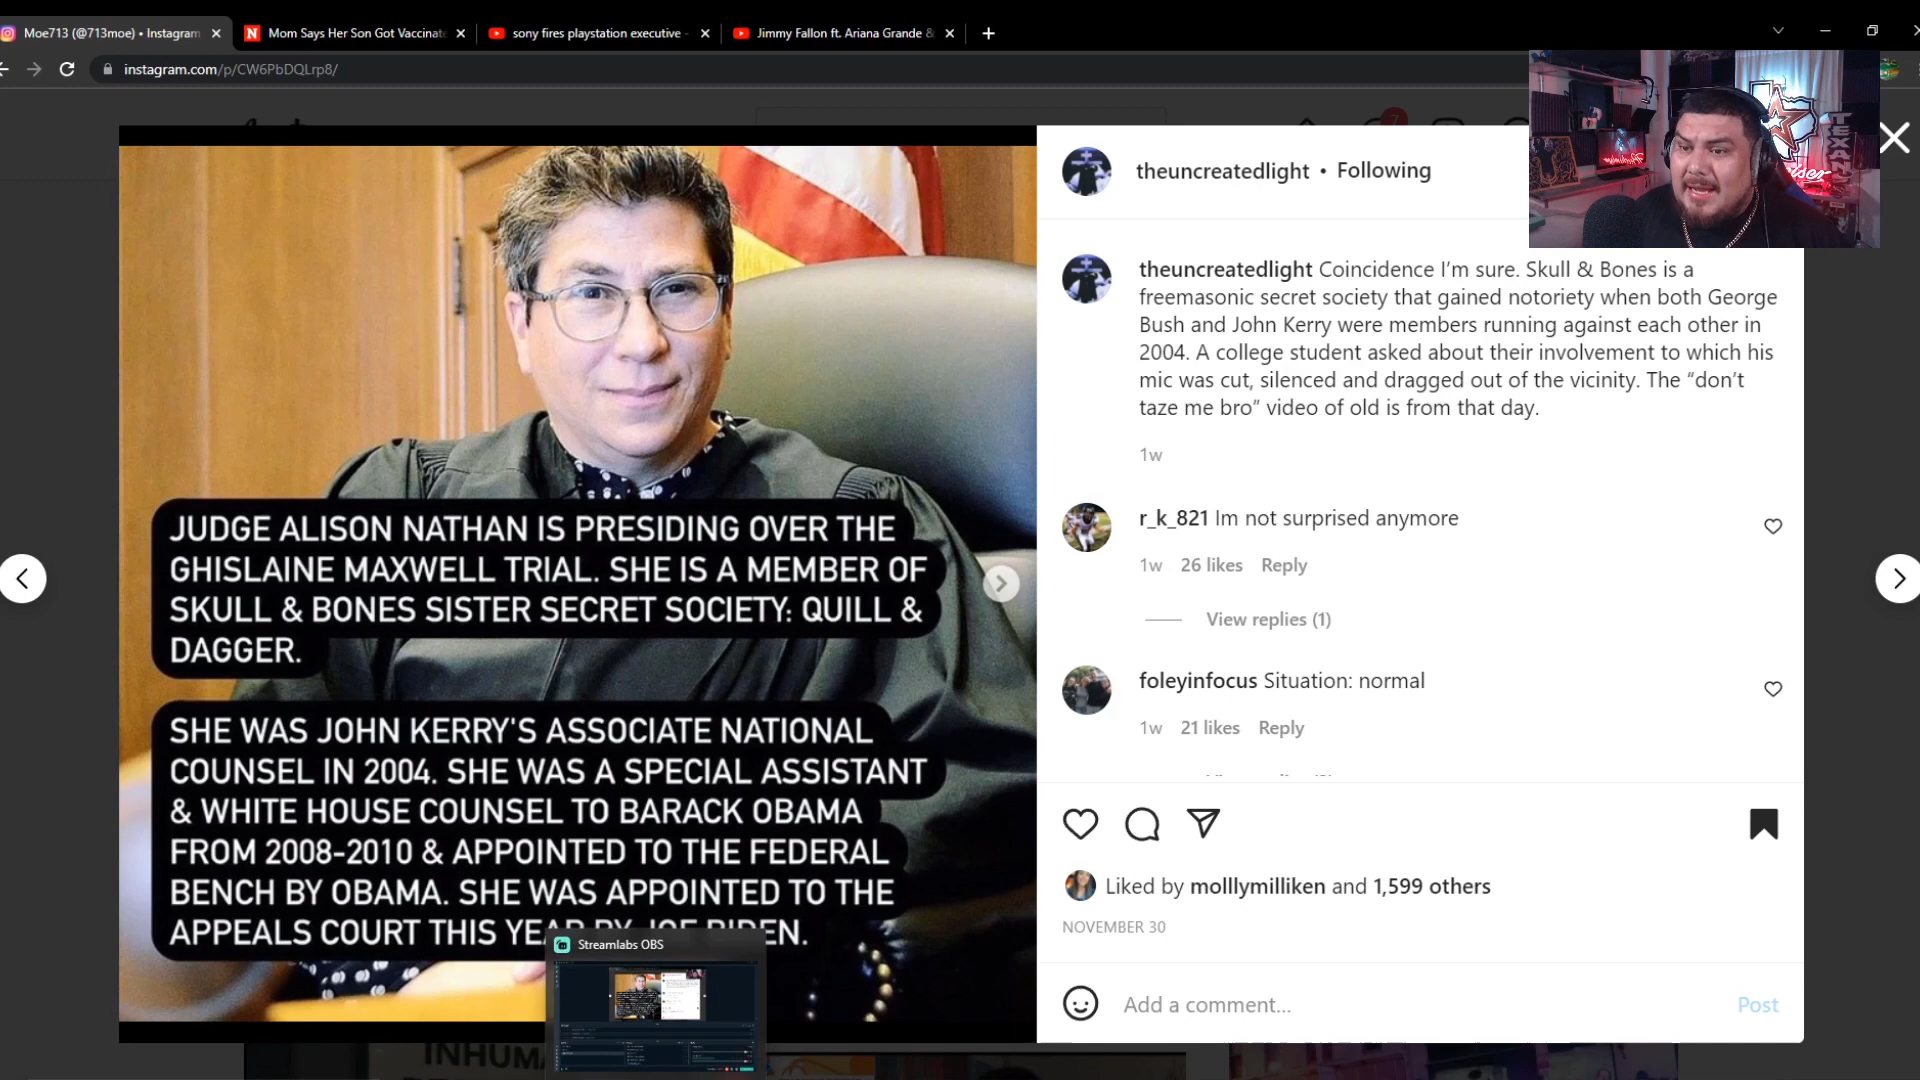 Moe713 (@713moe) • Instagram
Mom Says Her Son Got Vaccinate
sony fires playstation executive -
Jimmy Fallon ft. Ariana Grande &
instagram.com/p/CW6PbDQLrp8/
7
TEXANS
theuncreatedlight • Following
theuncreatedlight Coincidence I’m sure. Skull & Bones is a
freemasonic secret society that gained notoriety when both George
Bush and John Kerry were members running against each other in
2004. A college student asked about their involvement to which his
mic was cut, silenced and dragged out of the vicinity. The “don’t
taze me bro” video of old is from that day.
1w
r_k_821 Im not surprised anymore
1w 26 likes Reply
View replies (1)
foleyinfocus Situation: normal
1w 21 likes Reply
JUDGE ALISON NATHAN IS PRESIDING OVER THE
GHISLAINE MAXWELL TRIAL. SHE IS A MEMBER OF
SKULL & BONES SISTER SECRET SOCIETY: QUILL &
DAGGER.
SHE WAS JOHN KERRY'S ASSOCIATE NATIONAL
COUNSEL IN 2004. SHE WAS A SPECIAL ASSISTANT
& WHITE HOUSE COUNSEL TO BARACK OBAMA
FROM 2008-2010 & APPOINTED TO THE FEDERAL
BENCH BY OBAMA. SHE WAS APPOINTED TO THE
APPEALS COURT THIS YEAR BY JOE BIDEN.
Streamlabs OBS
Liked by molllymilliken and 1,599 others
NOVEMBER 30
Add a comment...
Post
INHUMA